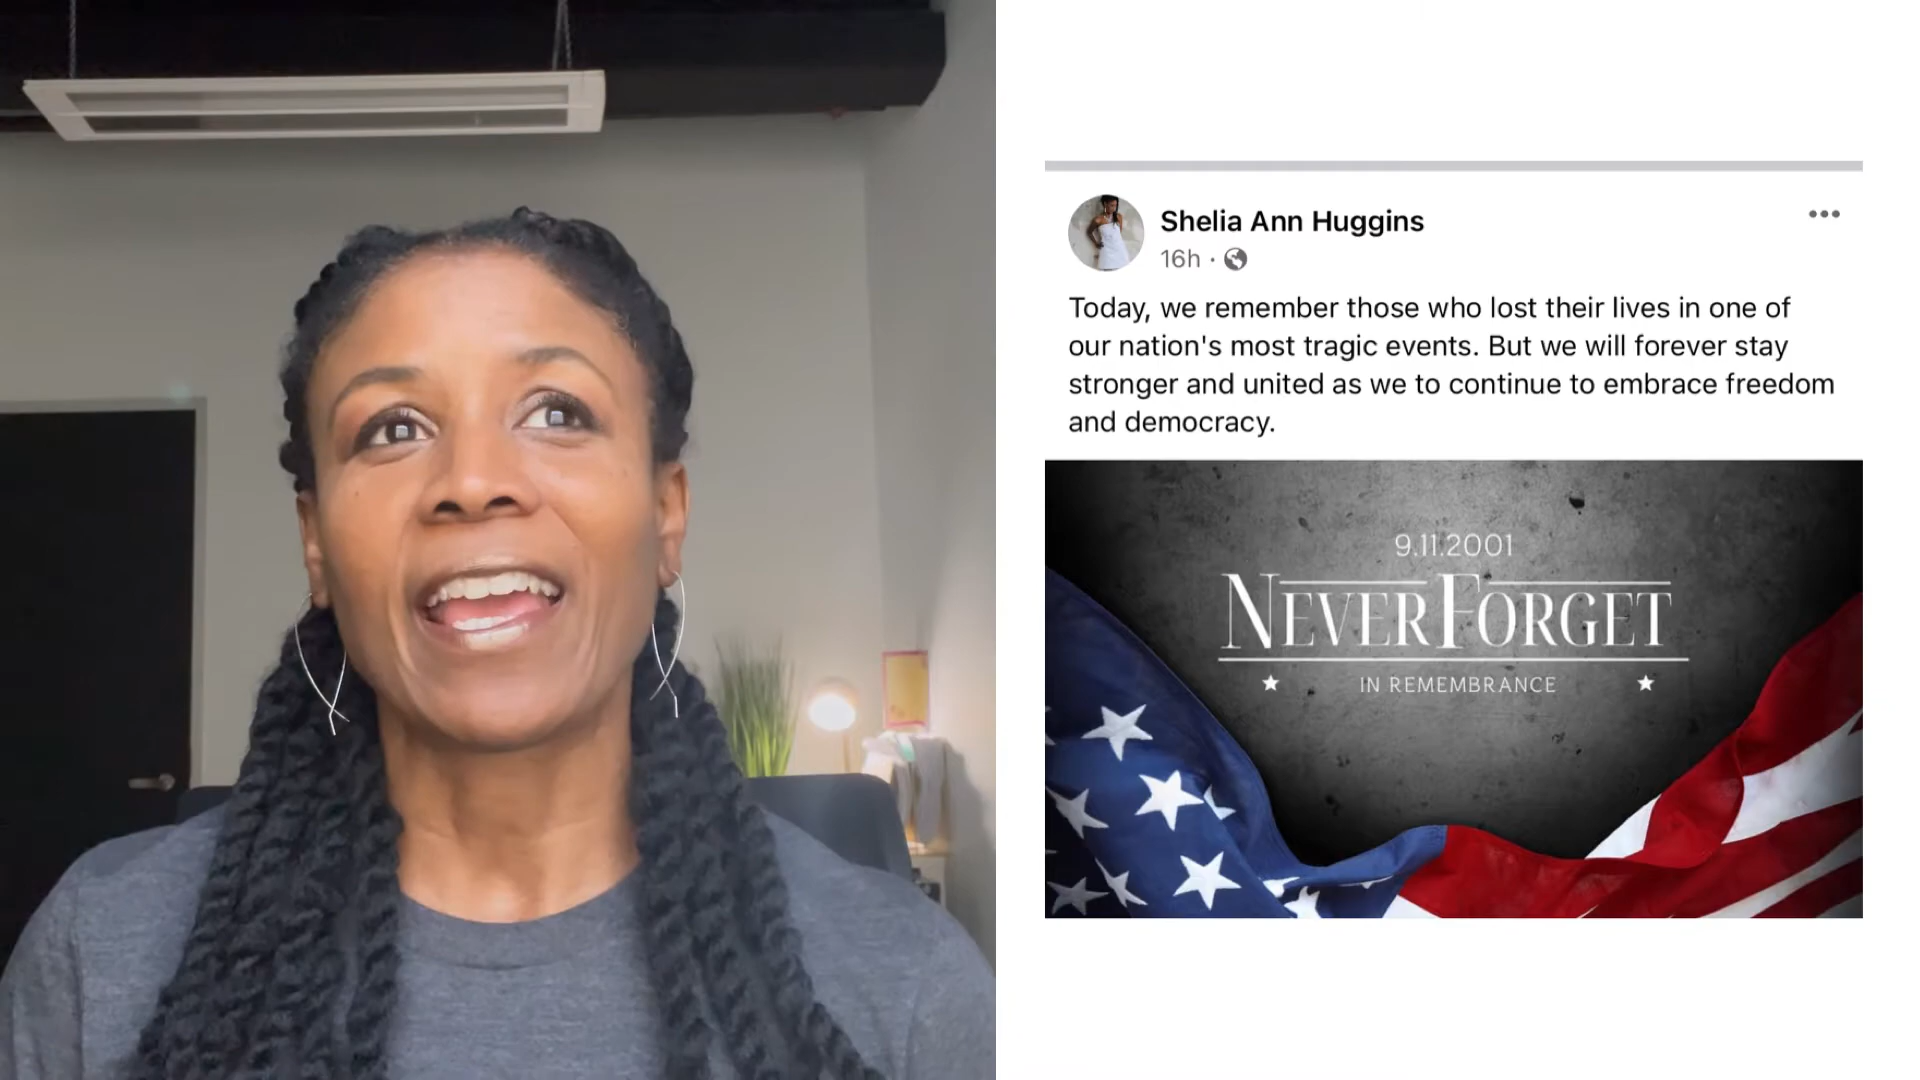 Shelia Ann Huggins
16h ·
Today, we remember those who lost their lives in one of
our nation's most tragic events. But we will forever stay
stronger and united as we to continue to embrace freedom
and democracy.
9.11.2001
NEVER FORGET
IN REMEMBRANCE